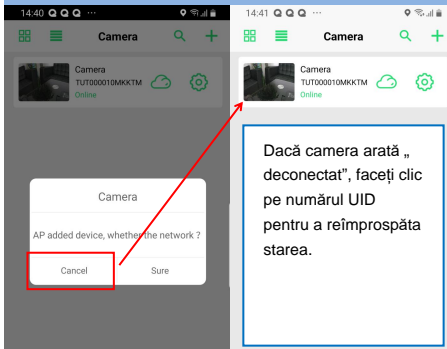 14:40 Q Q Q ...
Camera
Camera
TUT000010MKKTM
Online
Camera
AP added device, whether the network ?
Cancel Sure
14:41 Q Q Q ...
Camera
Camera
TUT000010MKKTM
Online
Dacă camera arată „
deconectat”, faceți clic
pe numărul UID
pentru a reîmprospăta
starea.